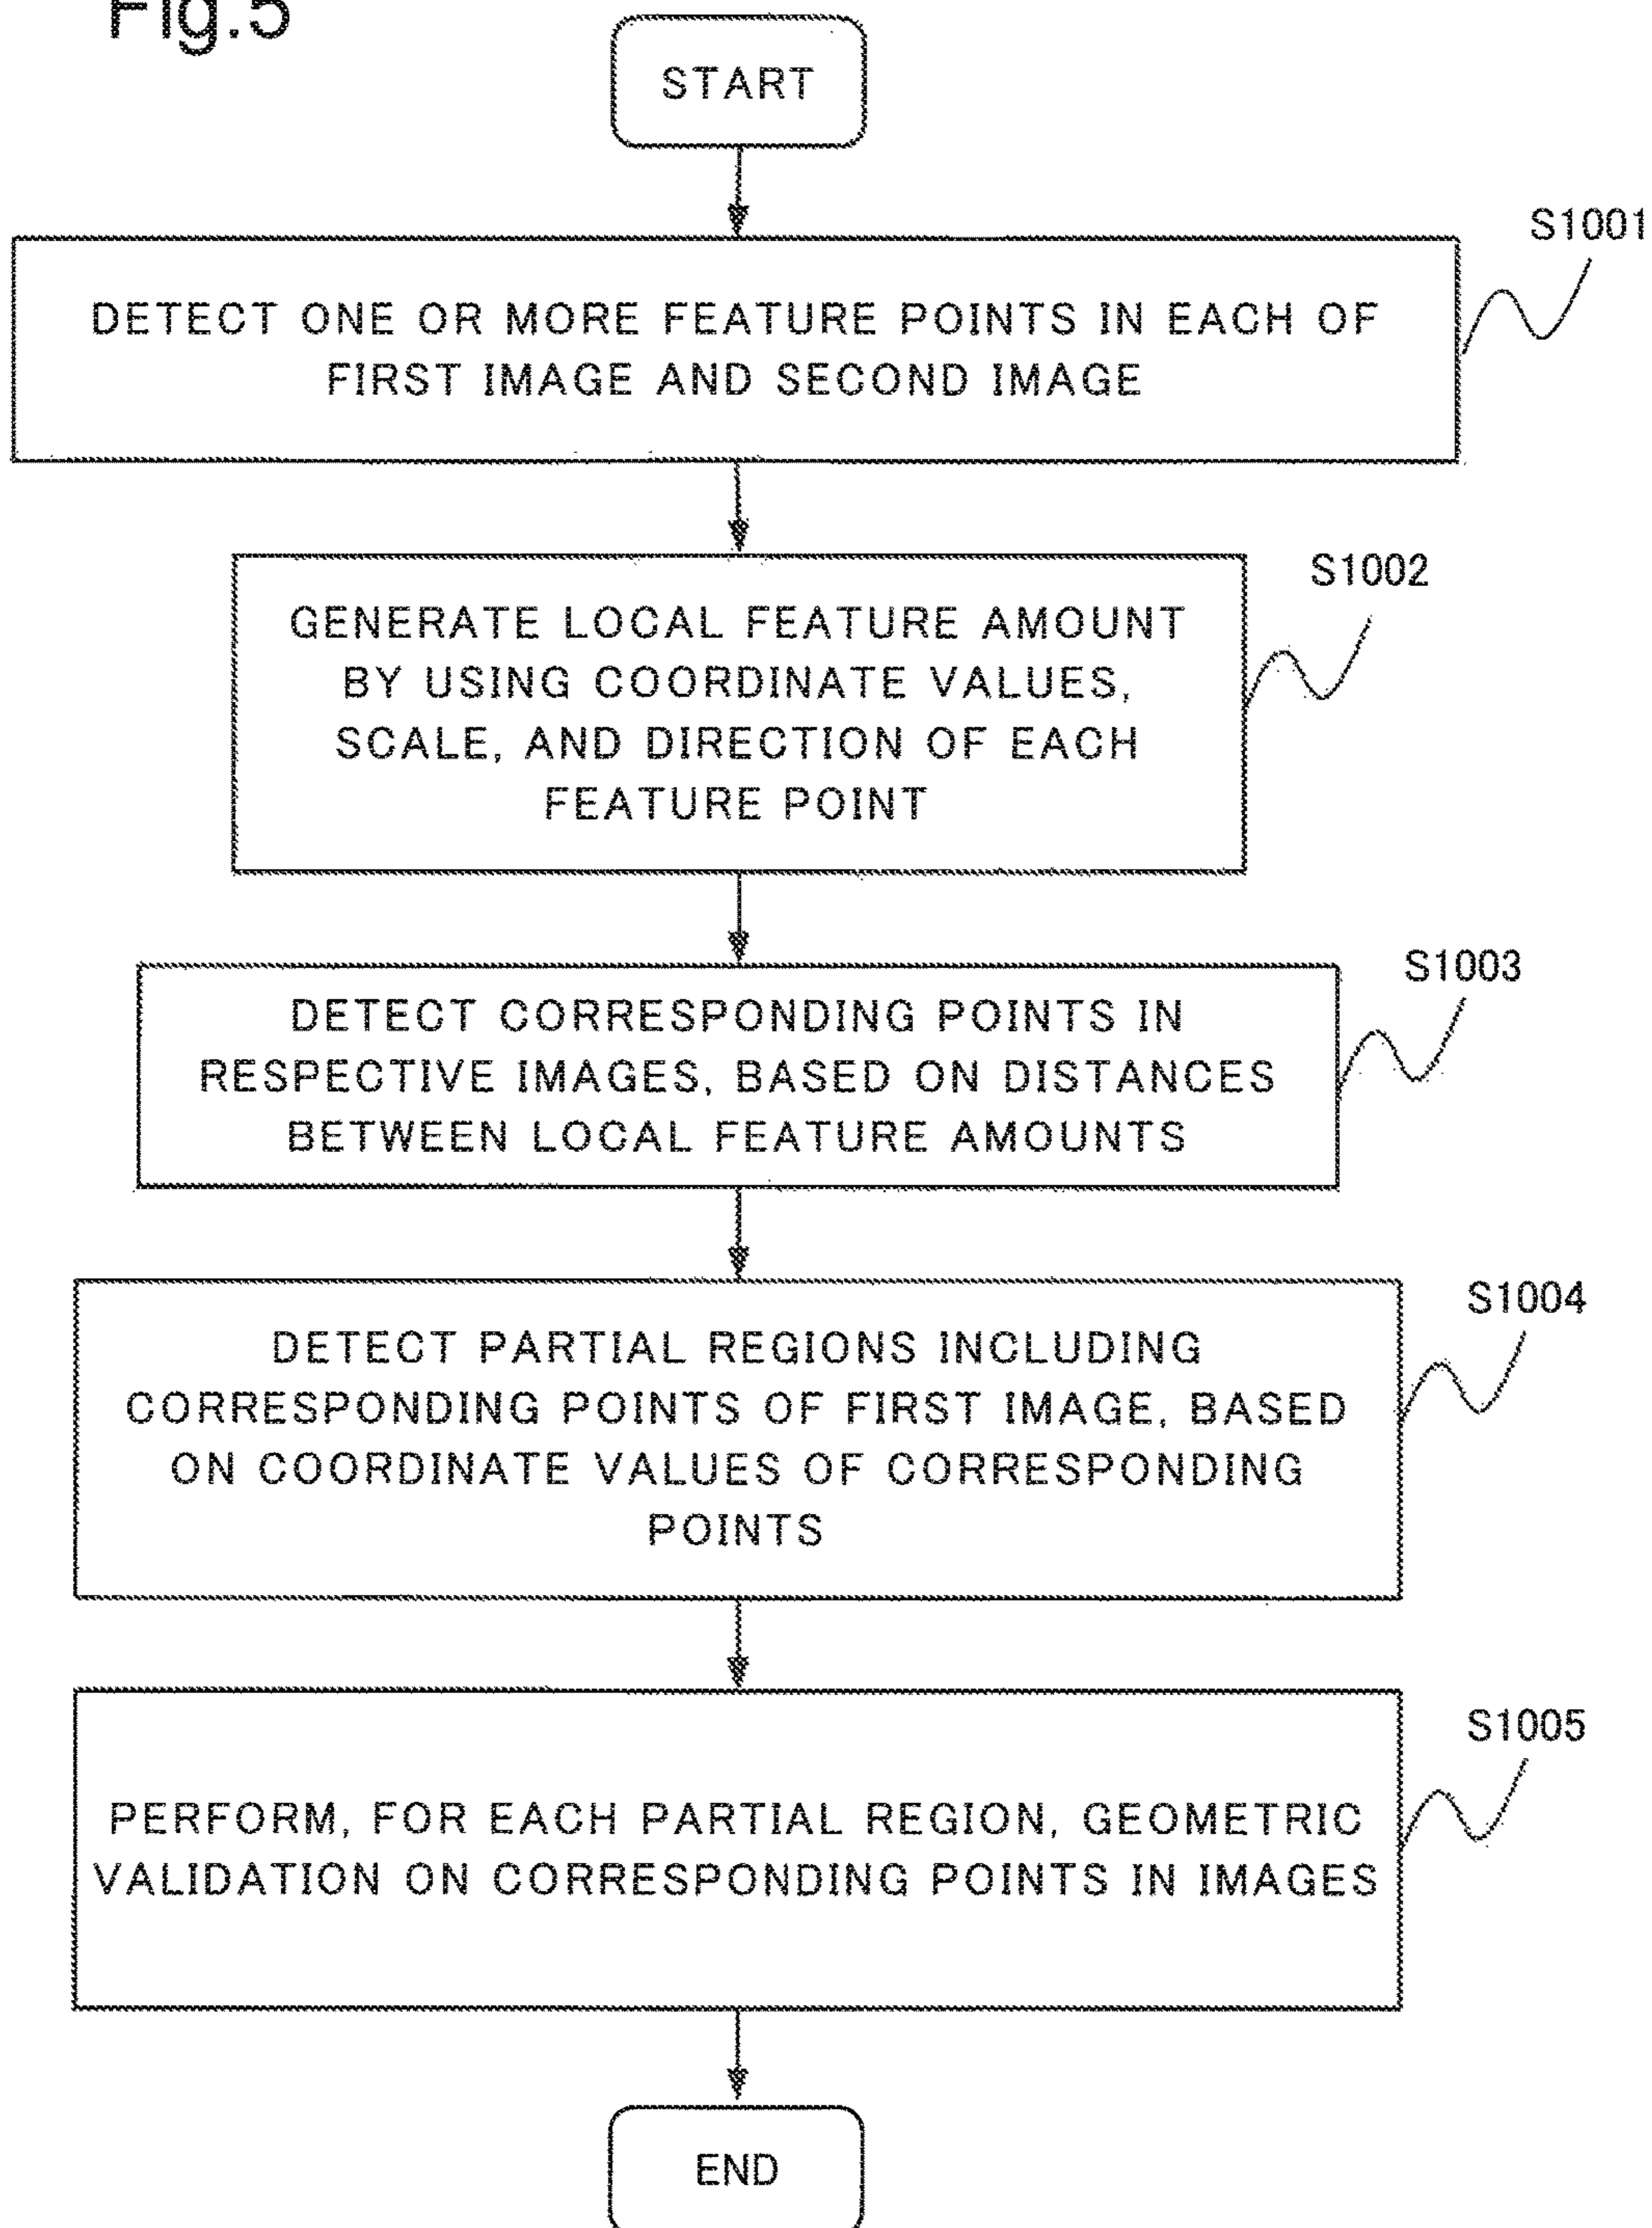 Fig.5
START
S1001
DETECT ONE OR MORE FEATURE POINTS IN EACH OF
FIRST IMAGE AND SECOND IMAGE
S1002
GENERATE LOCAL FEATURE AMOUNT
BY USING COORDINATE VALUES,
SCALE, AND DIRECTION OF EACH
FEATURE POINT
S1003
DETECT CORRESPONDING POINTS IN
RESPECTIVE IMAGES, BASED ON DISTANCES
BETWEEN LOCAL FEATURE AMOUNTS
S1004
DETECT PARTIAL REGIONS INCLUDING
CORRESPONDING POINTS OF FIRST IMAGE, BASED
ON COORDINATE VALUES OF CORRESPONDING
POINTS
S1005
PERFORM, FOR EACH PARTIAL REGION, GEOMETRIC
VALIDATION ON CORRESPONDING POINTS IN IMAGES
END